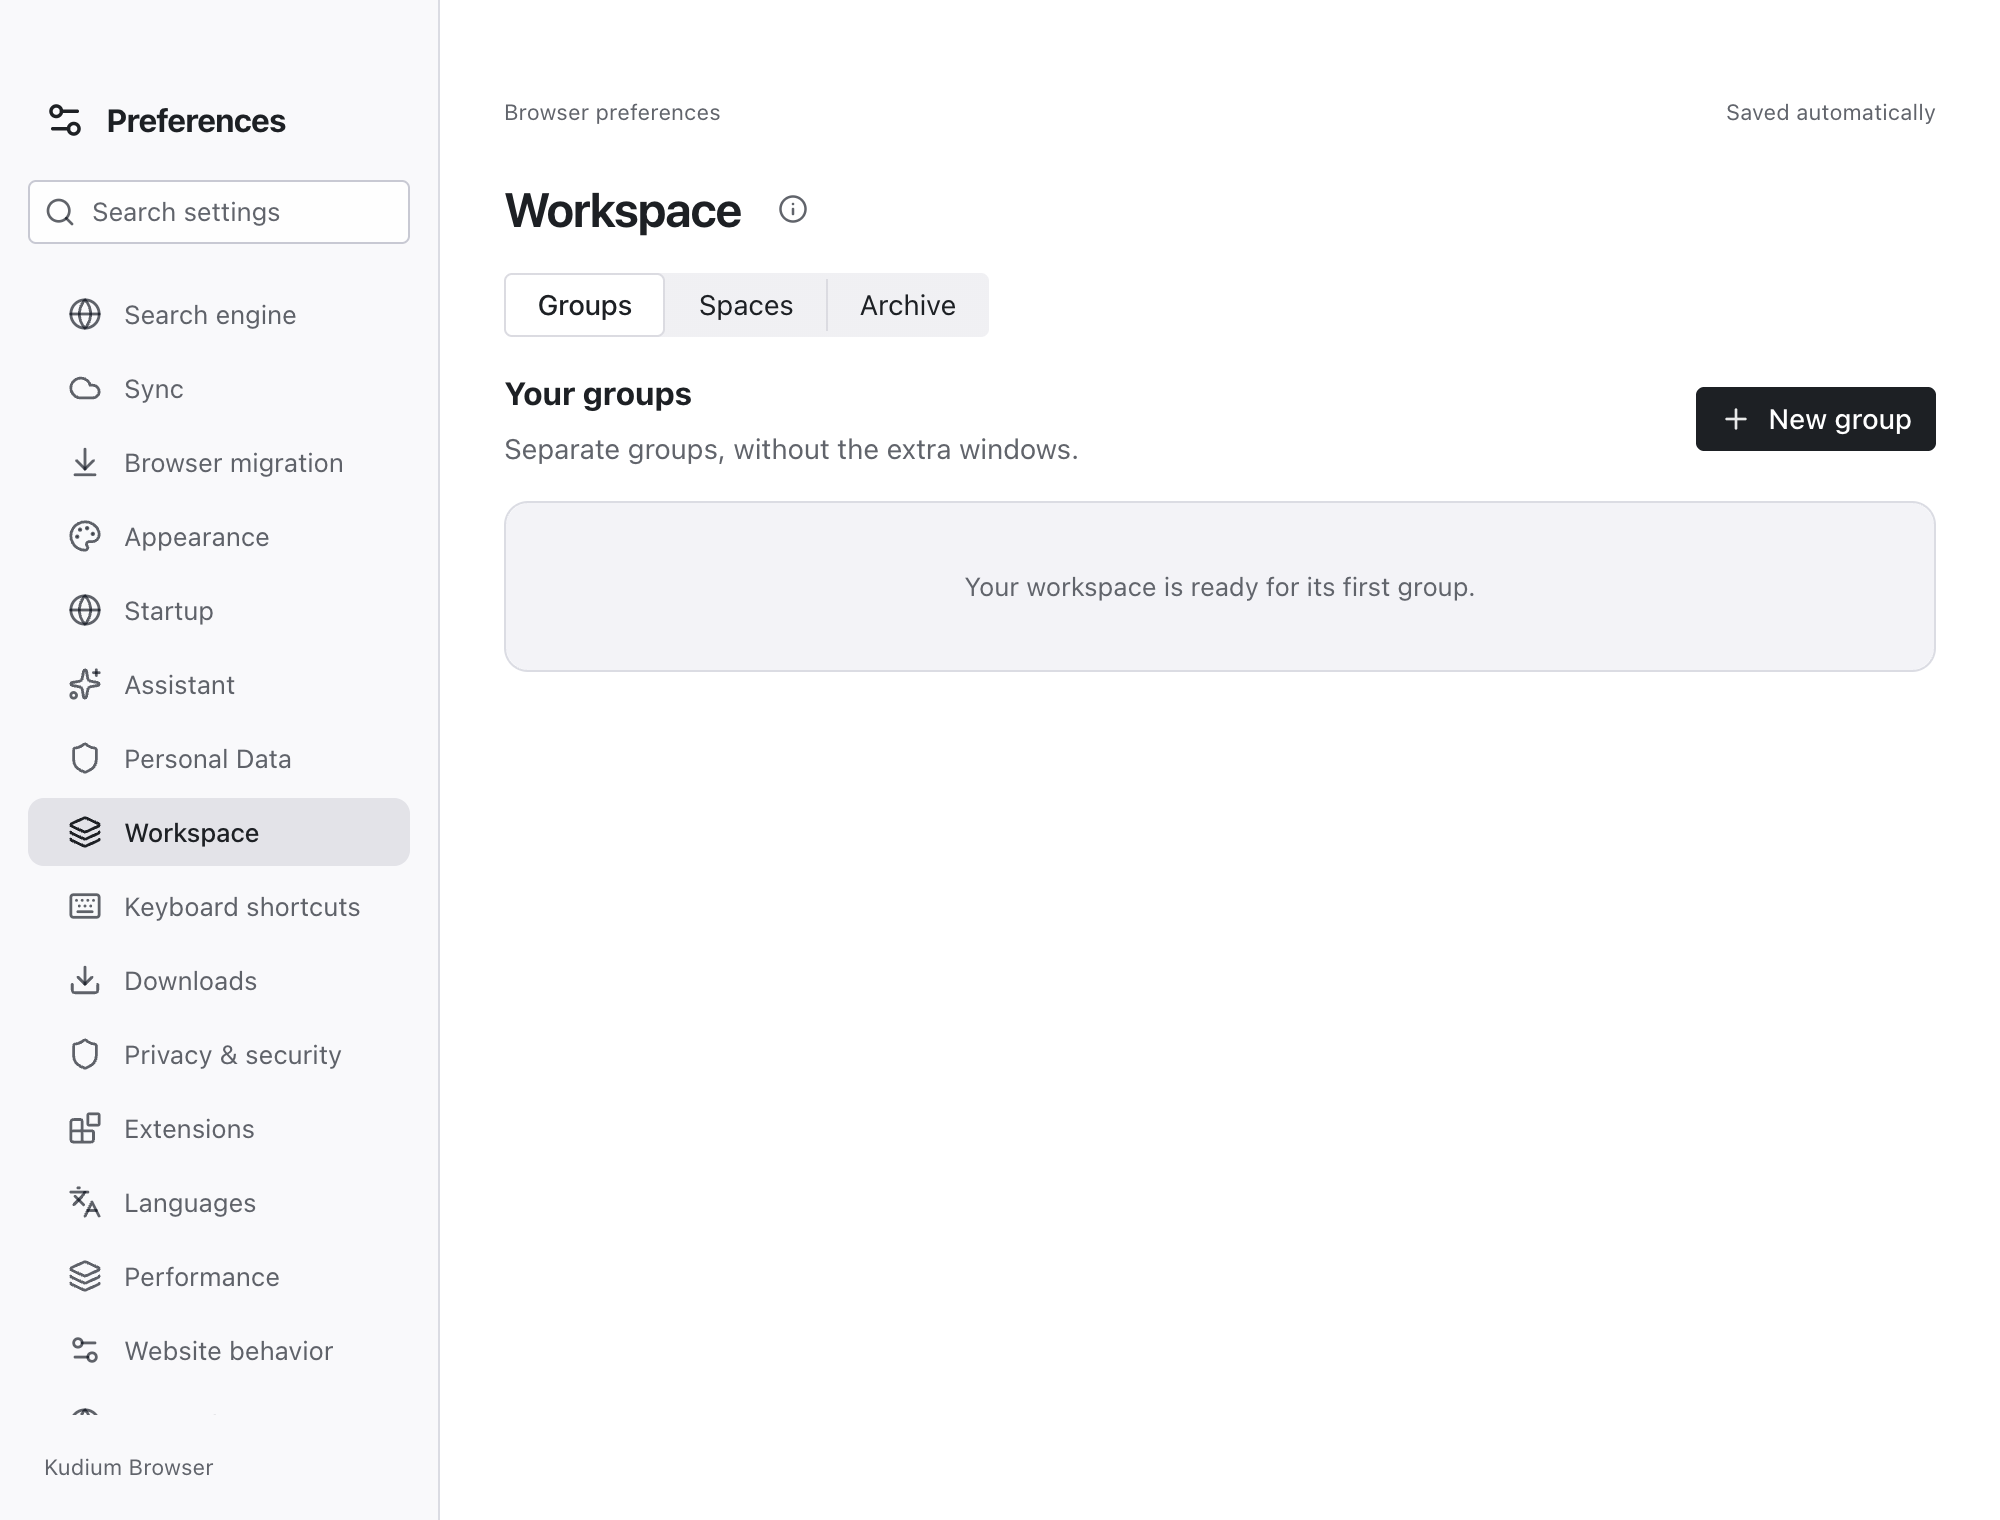 Preferences
Search settings
Search engine
Sync
Browser migration
Appearance
Startup
Assistant
Personal Data
Workspace
Keyboard shortcuts
Downloads
Privacy & security
Extensions
Languages
Performance
Website behavior
Kudium Browser
Browser preferences
Saved automatically
Workspace
Groups Spaces Archive
Your groups
Separate groups, without the extra windows.
New group
Your workspace is ready for its first group.